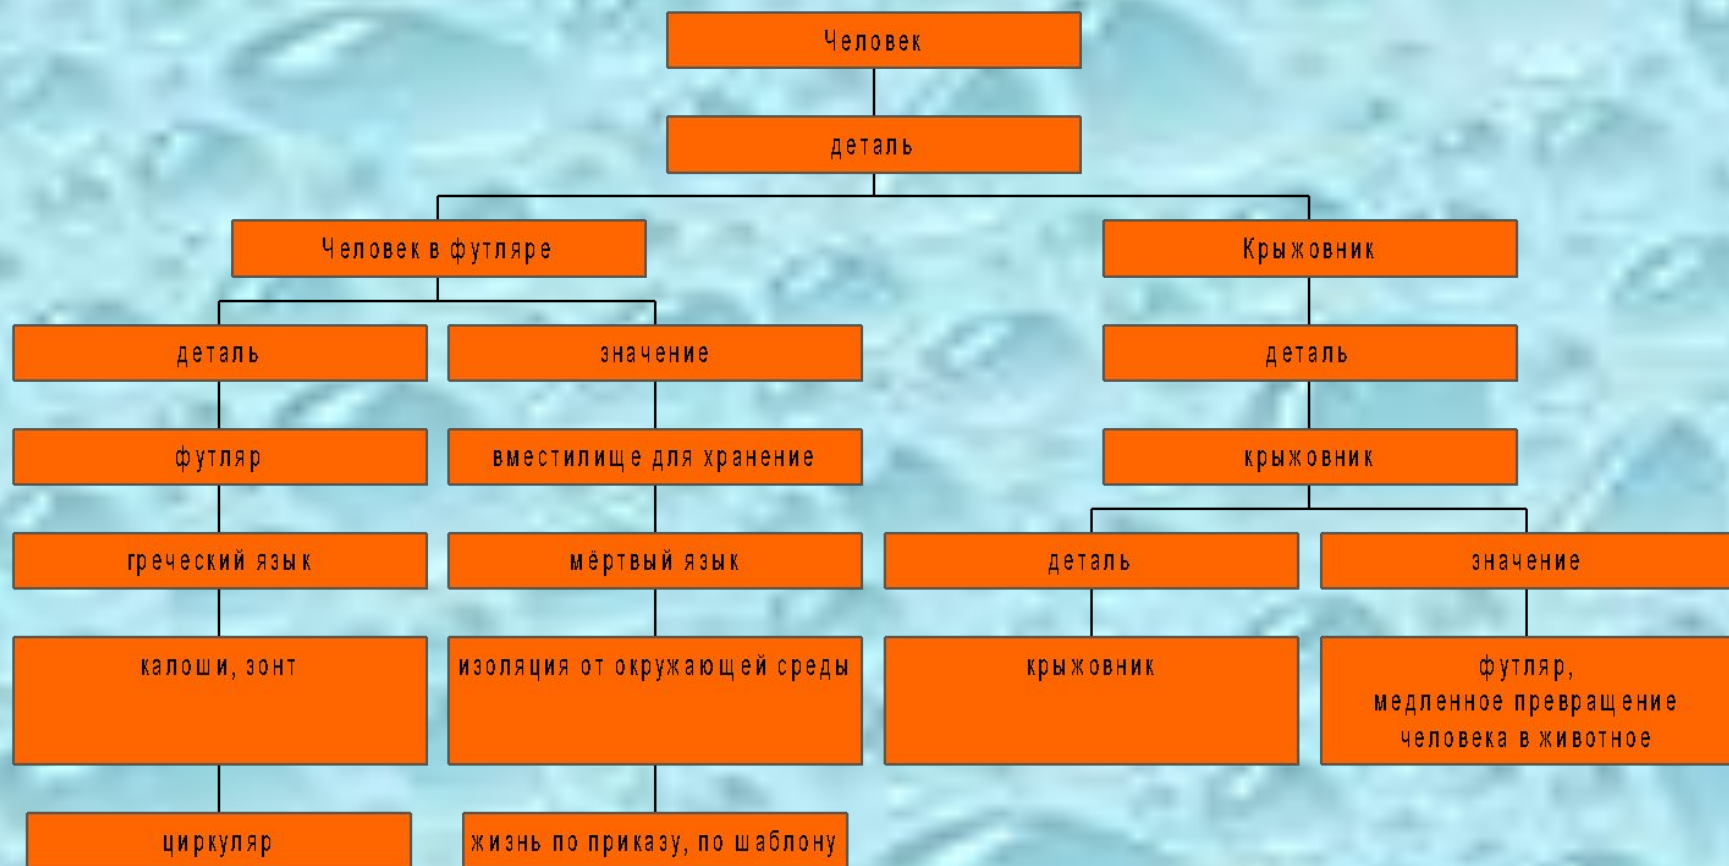 Человек
деталь
Человек в футляре
Крыжовник
деталь
значение
деталь
футляр
вместилище для хранение
крыжовник
греческий язык
мёртвый язык
деталь
значение
калоши, зонт
изоляция от окружающей среды
крыжовник
футляр,
медленное превращение
человека в животное
циркуляр
жизнь по приказу, по шаблону